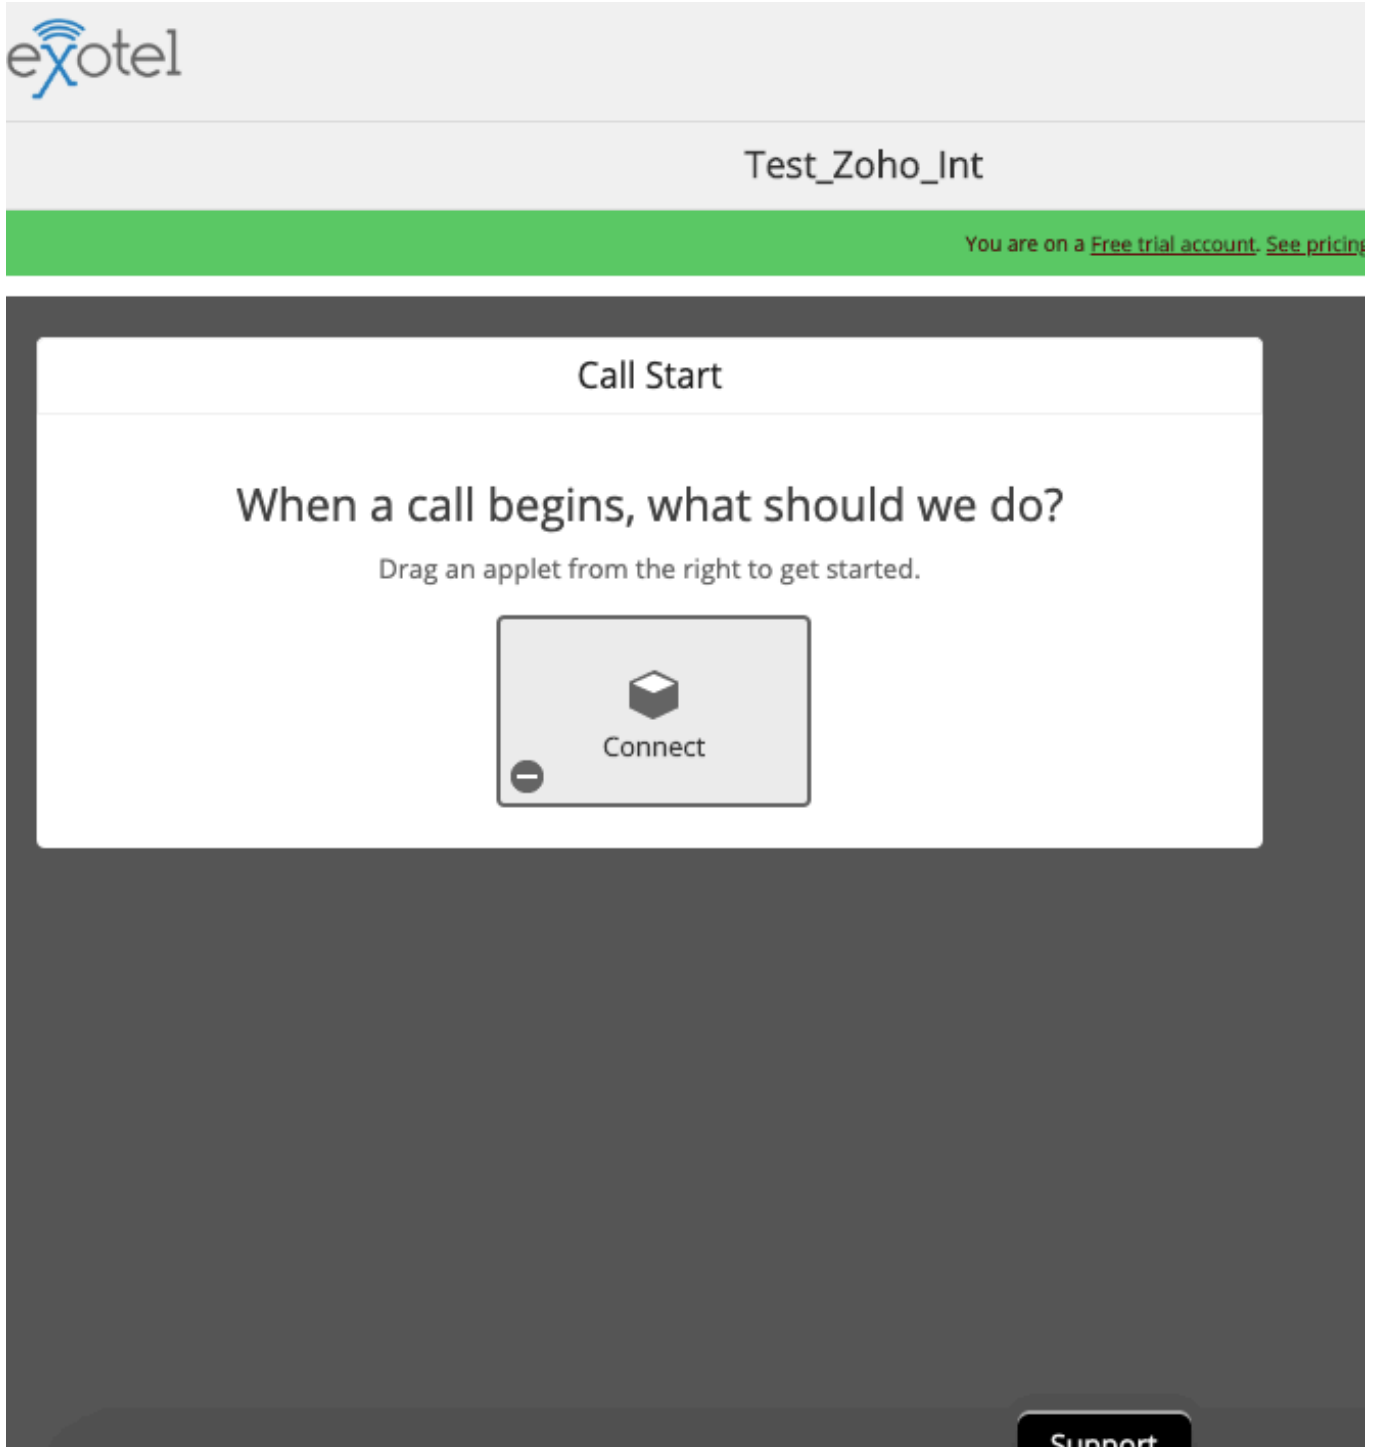 exotel
Test_Zoho_Int
You are on a Free trial account. See pricing
Call Start
When a call begins, what should we do?
Drag an applet from the right to get started.
Connect
Support